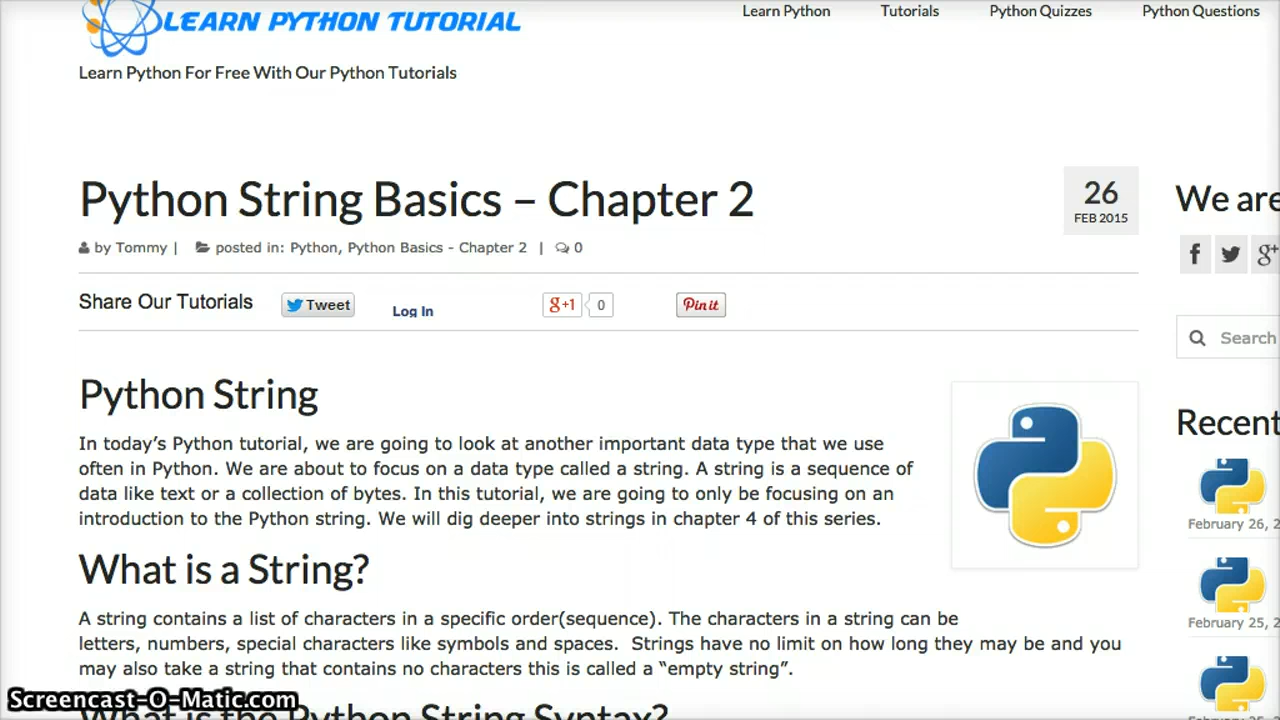 LEARN PYTHON TUTORIAL
Learn Python Tutorials Python Quizzes Python Questions
Learn Python For Free With Our Python Tutorials
Python String Basics – Chapter 2
26
FEB 2015
by Tommy | posted in: Python, Python Basics - Chapter 2 | 0
We are
f g+
Share Our Tutorials Tweet Log In g+1 0 Pin it
Search
Python String
In today’s Python tutorial, we are going to look at another important data type that we use
often in Python. We are about to focus on a data type called a string. A string is a sequence of
data like text or a collection of bytes. In this tutorial, we are going to only be focusing on an
introduction to the Python string. We will dig deeper into strings in chapter 4 of this series.
Recent
February 26, 2
What is a String?
A string contains a list of characters in a specific order(sequence). The characters in a string can be
letters, numbers, special characters like symbols and spaces.  Strings have no limit on how long they may be and you
may also take a string that contains no characters this is called a “empty string”.
February 25, 2
What is the Python String Syntax?
Screencast-O-Matic.com